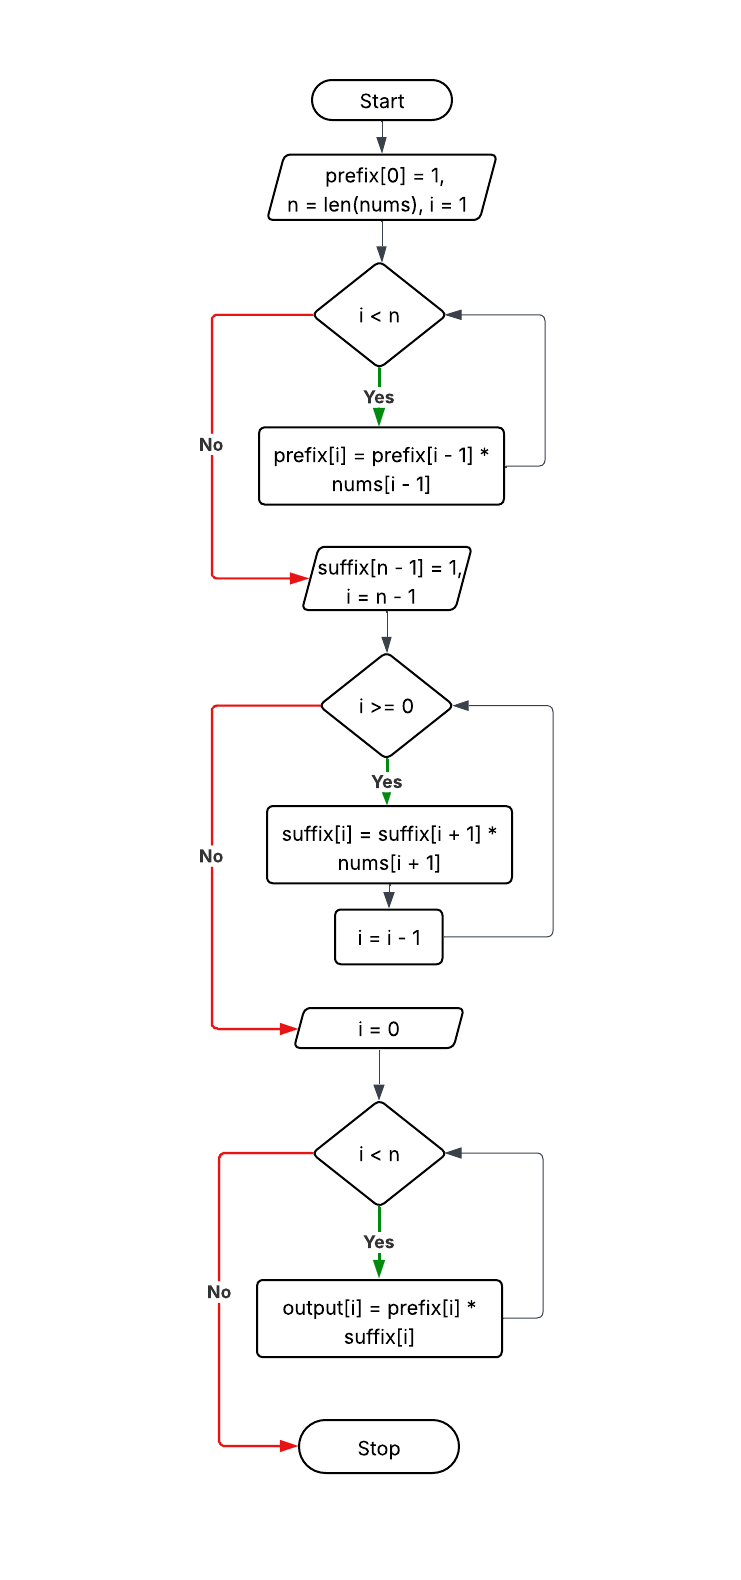 Start
prefix[0] = 1,
n = len(nums), i = 1
i < n
Yes
No
prefix[i] = prefix[i - 1] *
nums[i - 1]
suffix[n - 1] = 1,
i = n - 1
i >= 0
Yes
No
suffix[i] = suffix[i + 1] *
nums[i + 1]
i = i - 1
i = 0
i < n
Yes
No
output[i] = prefix[i] *
suffix[i]
Stop